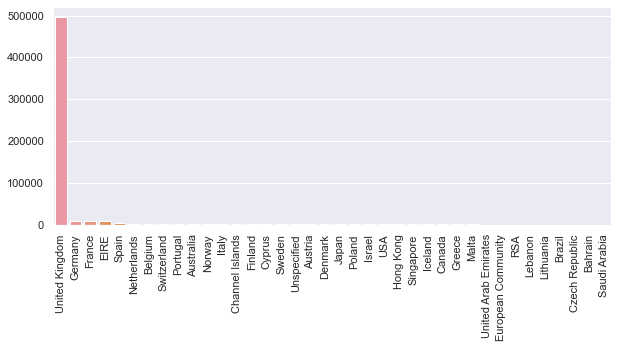 500000
400000
300000
200000
100000
0
United Kingdom
Germany
France
EIRE
Spain
Netherlands
Belgium
Switzerland
Portugal
Australia
Norway
Italy
Channel Islands
Finland
Cyprus
Sweden
Unspecified
Austria
Denmark
Japan
Poland
Israel
USA
Hong Kong
Singapore
Iceland
Canada
Greece
Malta
United Arab Emirates
European Community
RSA
Lebanon
Lithuania
Brazil
Czech Republic
Bahrain
Saudi Arabia